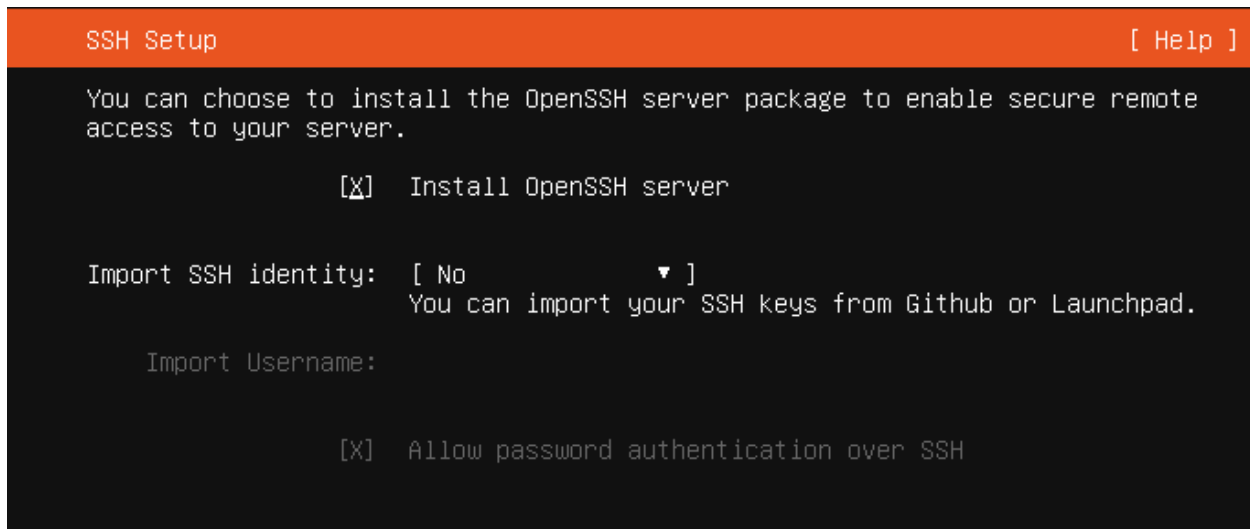 SSH Setup [ Help ]
You can choose to install the OpenSSH server package to enable secure remote
access to your server.
[X] Install OpenSSH server
Import SSH identity: [ No ▾ ]
You can import your SSH keys from Github or Launchpad.
Import Username:
[X] Allow password authentication over SSH